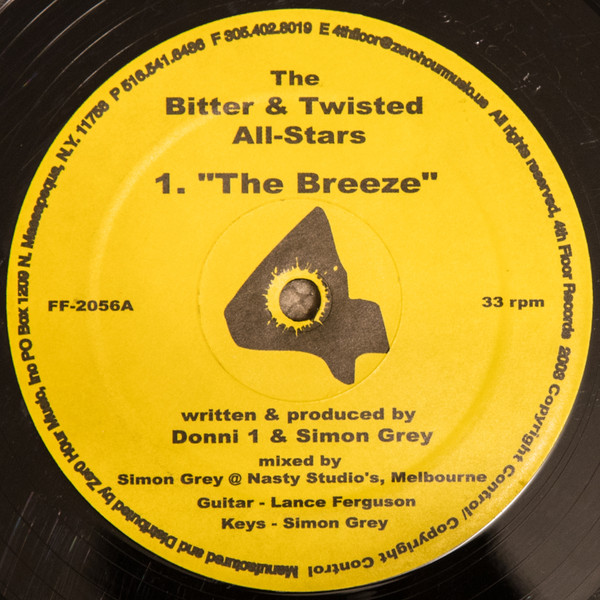 The
Bitter & Twisted
All-Stars
1. "The Breeze"
FF-2056A
33 rpm
written & produced by
Donni 1 & Simon Grey
mixed by
Simon Grey @ Nasty Studio's, Melbourne
Guitar - Lance Ferguson
Keys - Simon Grey
Manufactured and Distributed by Zero Hour Music, Inc PO Box 1209 N. Massapequa, N.Y. 11758 P 516.541.6486 F 305.402.8019 E 4thfloor@zerohourmusic.us All rights reserved, 4th Floor Records 2003 Copyright Control/ Copyright Control